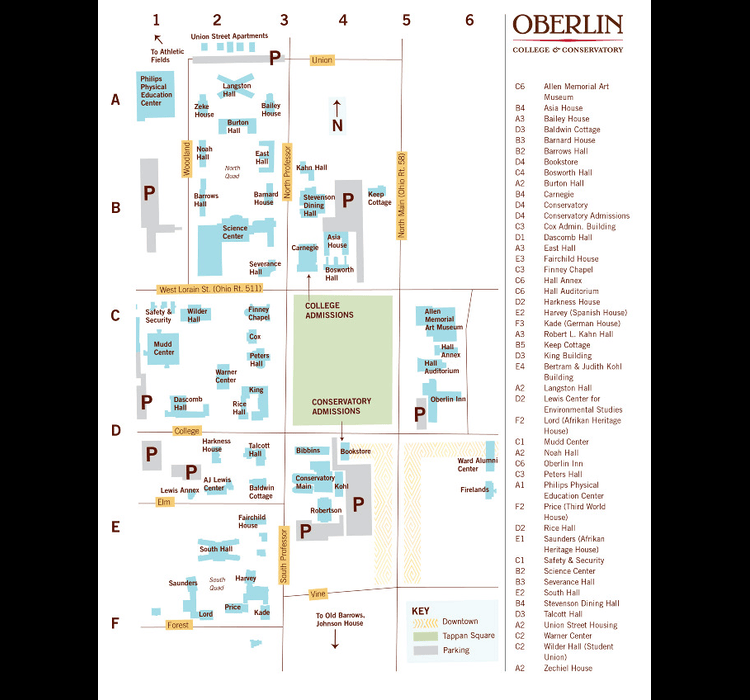 1 2 3 4 5 6
OBERLIN
COLLEGE & CONSERVATORY
To Athletic
Fields
Union Street Apartments
P
Union
A
Philips
Physical
Education
Center
Langston
Hall
Zeke
House
Bailey
House
Burton
Hall
N
Woodland
Noah
Hall
East
Hall
North
Quad
North Professor
Kahn Hall
North Main (Ohio Rt. 58)
B
P
Barrows
Hall
Barnard
House
Stevenson
Dining
Hall
P
Keep
Cottage
Science
Center
Asia
House
Carnegie
Severance
Hall
Bosworth
Hall
West Lorain St. (Ohio Rt. 511)
C
Safety &
Security
Wilder
Hall
Finney
Chapel
COLLEGE
ADMISSIONS
Allen
Memorial
Art Museum
Mudd
Center
Cox
Peters
Hall
Hall
Annex
Hall
Auditorium
Warner
Center
King
P
Dascomb
Hall
Rice
Hall
CONSERVATORY
ADMISSIONS
Oberlin Inn
P
D
College
P
Harkness
House
Talcott
Hall
Bibbins
Bookstore
Ward Alumni
Center
P
Lewis Annex
AJ Lewis
Center
Baldwin
Cottage
Conservatory
Main
Kohl
Firelands
Elm
P
Robertson
E
Fairchild
House
P
South Hall
South Professor
Saunders
South
Quad
Harvey
Vine
Lord
Price
Kade
F
Forest
To Old Barrows,
Johnson House
KEY
Downtown
Tappan Square
Parking
C6 Allen Memorial Art
Museum
B4 Asia House
A3 Bailey House
D3 Baldwin Cottage
B3 Barnard House
B2 Barrows Hall
D4 Bookstore
C4 Bosworth Hall
A2 Burton Hall
B4 Carnegie
D4 Conservatory
D4 Conservatory Admissions
C3 Cox Admin. Building
D1 Dascomb Hall
A3 East Hall
E3 Fairchild House
C3 Finney Chapel
C6 Hall Annex
C6 Hall Auditorium
D2 Harkness House
E2 Harvey (Spanish House)
F3 Kade (German House)
A3 Robert L. Kahn Hall
B5 Keep Cottage
D3 King Building
E4 Bertram & Judith Kohl
Building
A2 Langston Hall
D2 Lewis Center for
Environmental Studies
F2 Lord (Afrikan Heritage
House)
C1 Mudd Center
A2 Noah Hall
C6 Oberlin Inn
C3 Peters Hall
A1 Philips Physical
Education Center
F2 Price (Third World
House)
D2 Rice Hall
E1 Saunders (Afrikan
Heritage House)
C1 Safety & Security
B2 Science Center
B3 Severance Hall
E2 South Hall
B4 Stevenson Dining Hall
D3 Talcott Hall
A2 Union Street Housing
C2 Warner Center
C2 Wilder Hall (Student
Union)
A2 Zechiel House